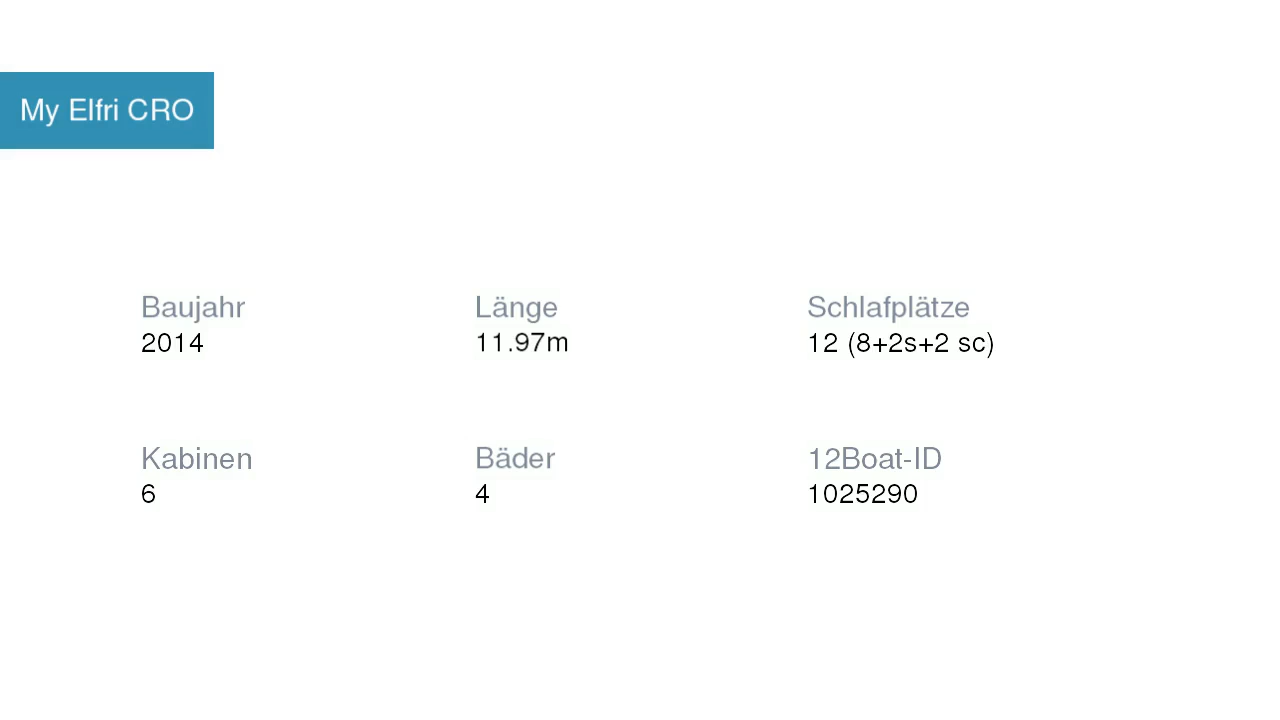 My Elfri CRO
Baujahr
2014
Länge
11.97m
Schlafplätze
12 (8+2s+2 sc)
Kabinen
6
Bäder
4
12Boat-ID
1025290